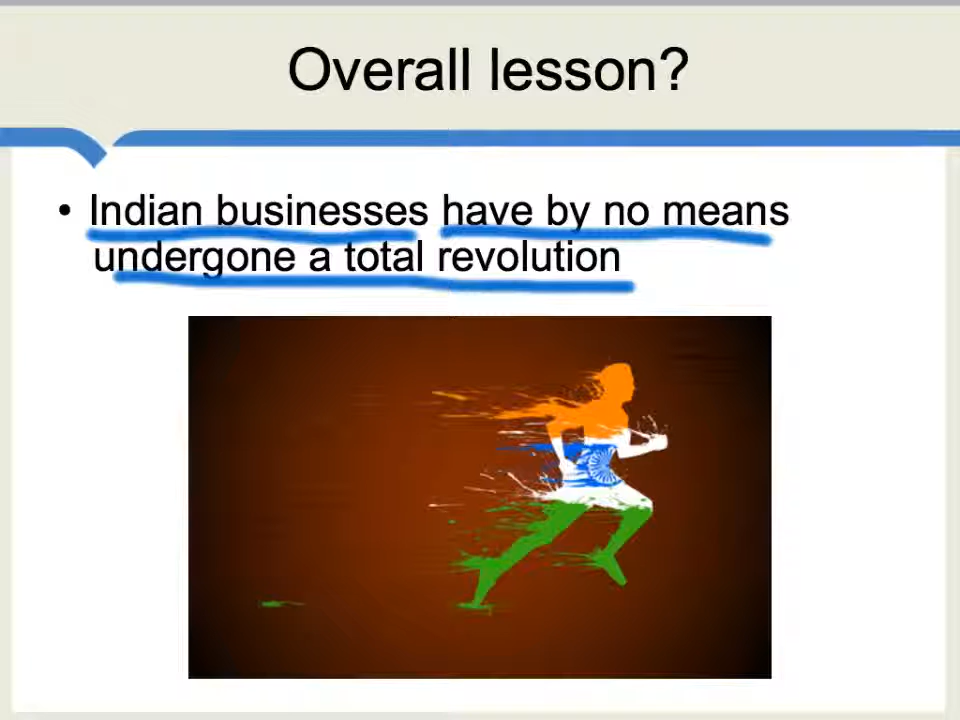 Overall lesson?
• Indian businesses have by no means
undergone a total revolution